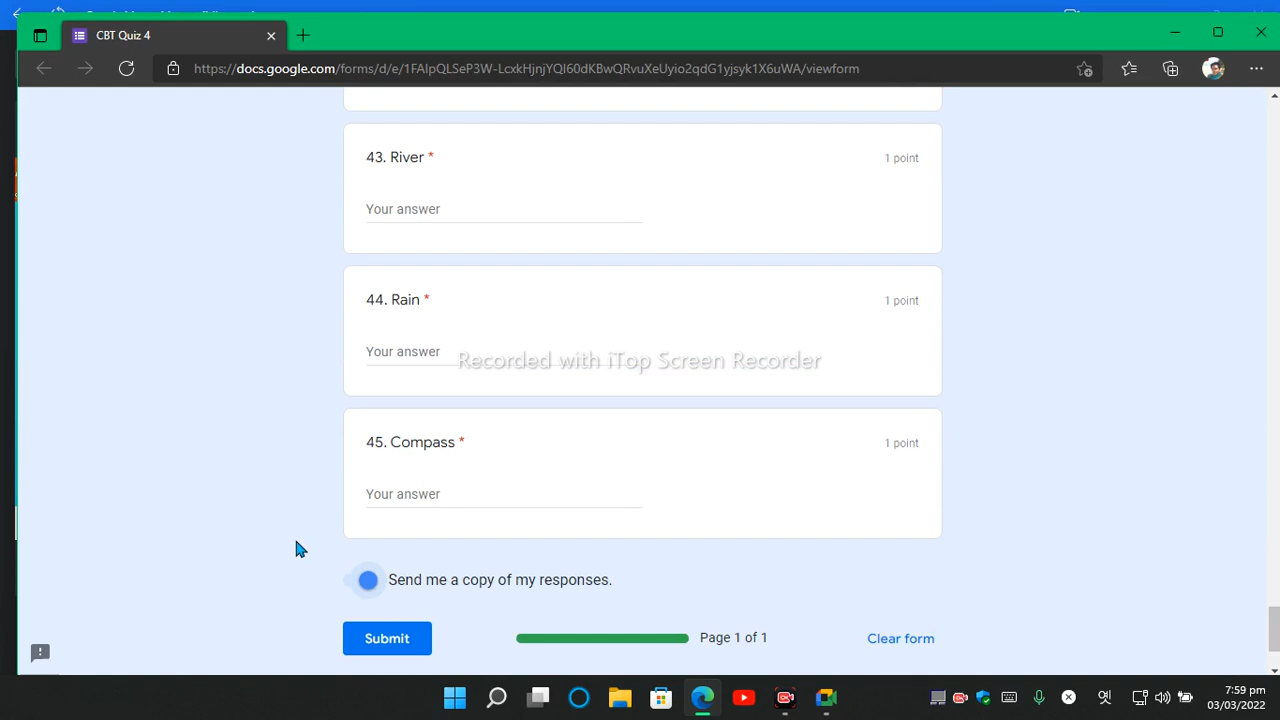 CBT Quiz 4
https://docs.google.com/forms/d/e/1FAIpQLSeP3W-LcxkHjnjYQI60dKBwQRvuXeUyio2qdG1yjsyk1X6uWA/viewform
43. River *
1 point
Your answer
44. Rain *
1 point
Your answer
Recorded with iTop Screen Recorder
45. Compass *
1 point
Your answer
Send me a copy of my responses.
Submit
Page 1 of 1
Clear form
7:59 pm
03/03/2022